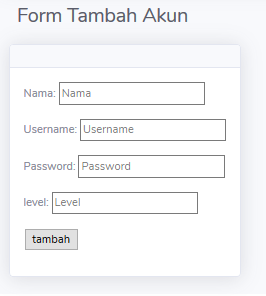 Form Tambah Akun
Nama: Nama
Username: Username
Password: Password
level: Level
tambah